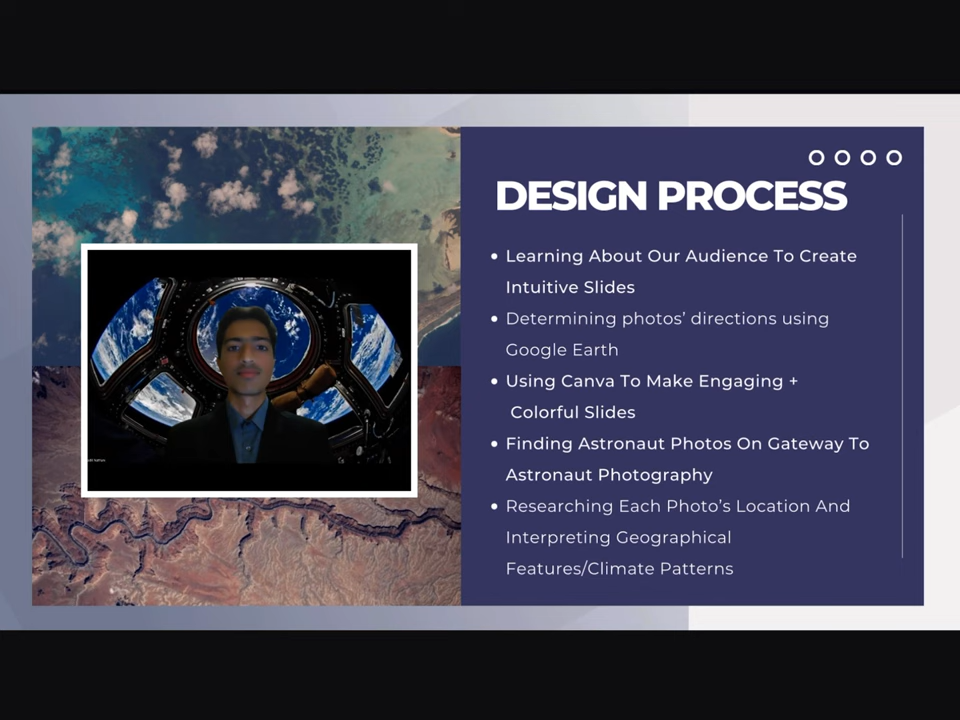 DESIGN PROCESS
• Learning About Our Audience To Create
Intuitive Slides
• Determining photos' directions using
Google Earth
• Using Canva To Make Engaging +
Colorful Slides
• Finding Astronaut Photos On Gateway To
Astronaut Photography
• Researching Each Photo's Location And
Interpreting Geographical
Features/Climate Patterns